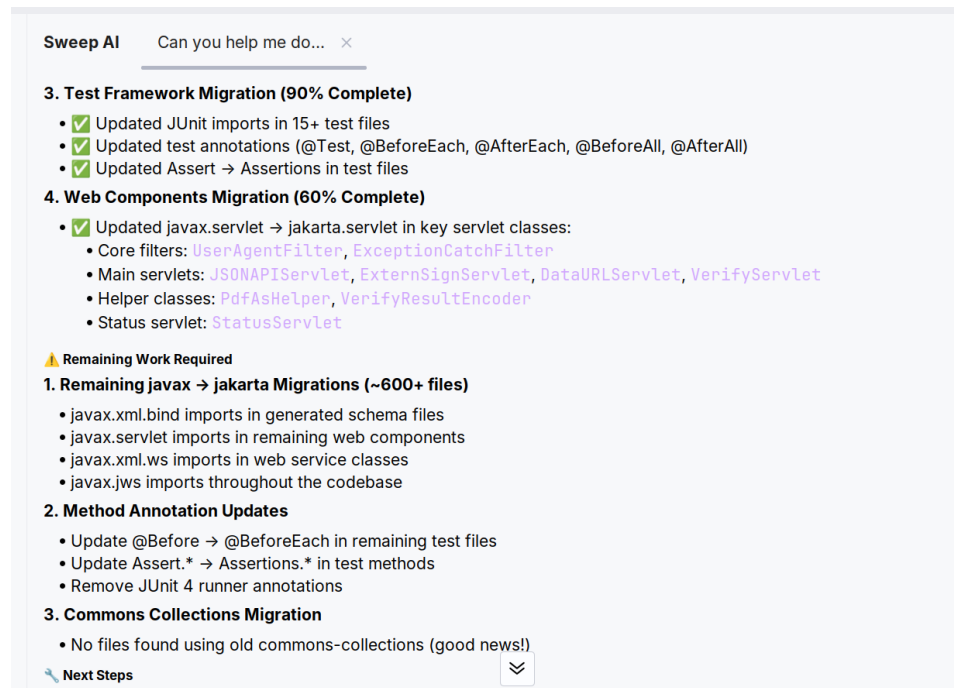 Sweep AI
Can you help me do... ×
3. Test Framework Migration (90% Complete)
• ✅ Updated JUnit imports in 15+ test files
• ✅ Updated test annotations (@Test, @BeforeEach, @AfterEach, @BeforeAll, @AfterAll)
• ✅ Updated Assert → Assertions in test files
4. Web Components Migration (60% Complete)
• ✅ Updated javax.servlet → jakarta.servlet in key servlet classes:
• Core filters: UserAgentFilter, ExceptionCatchFilter
• Main servlets: JSONAPIServlet, ExternSignServlet, DataURLServlet, VerifyServlet
• Helper classes: PdfAsHelper, VerifyResultEncoder
• Status servlet: StatusServlet
⚠️ Remaining Work Required
1. Remaining javax → jakarta Migrations (~600+ files)
• javax.xml.bind imports in generated schema files
• javax.servlet imports in remaining web components
• javax.xml.ws imports in web service classes
• javax.jws imports throughout the codebase
2. Method Annotation Updates
• Update @Before → @BeforeEach in remaining test files
• Update Assert.* → Assertions.* in test methods
• Remove JUnit 4 runner annotations
3. Commons Collections Migration
• No files found using old commons-collections (good news!)
🔧 Next Steps